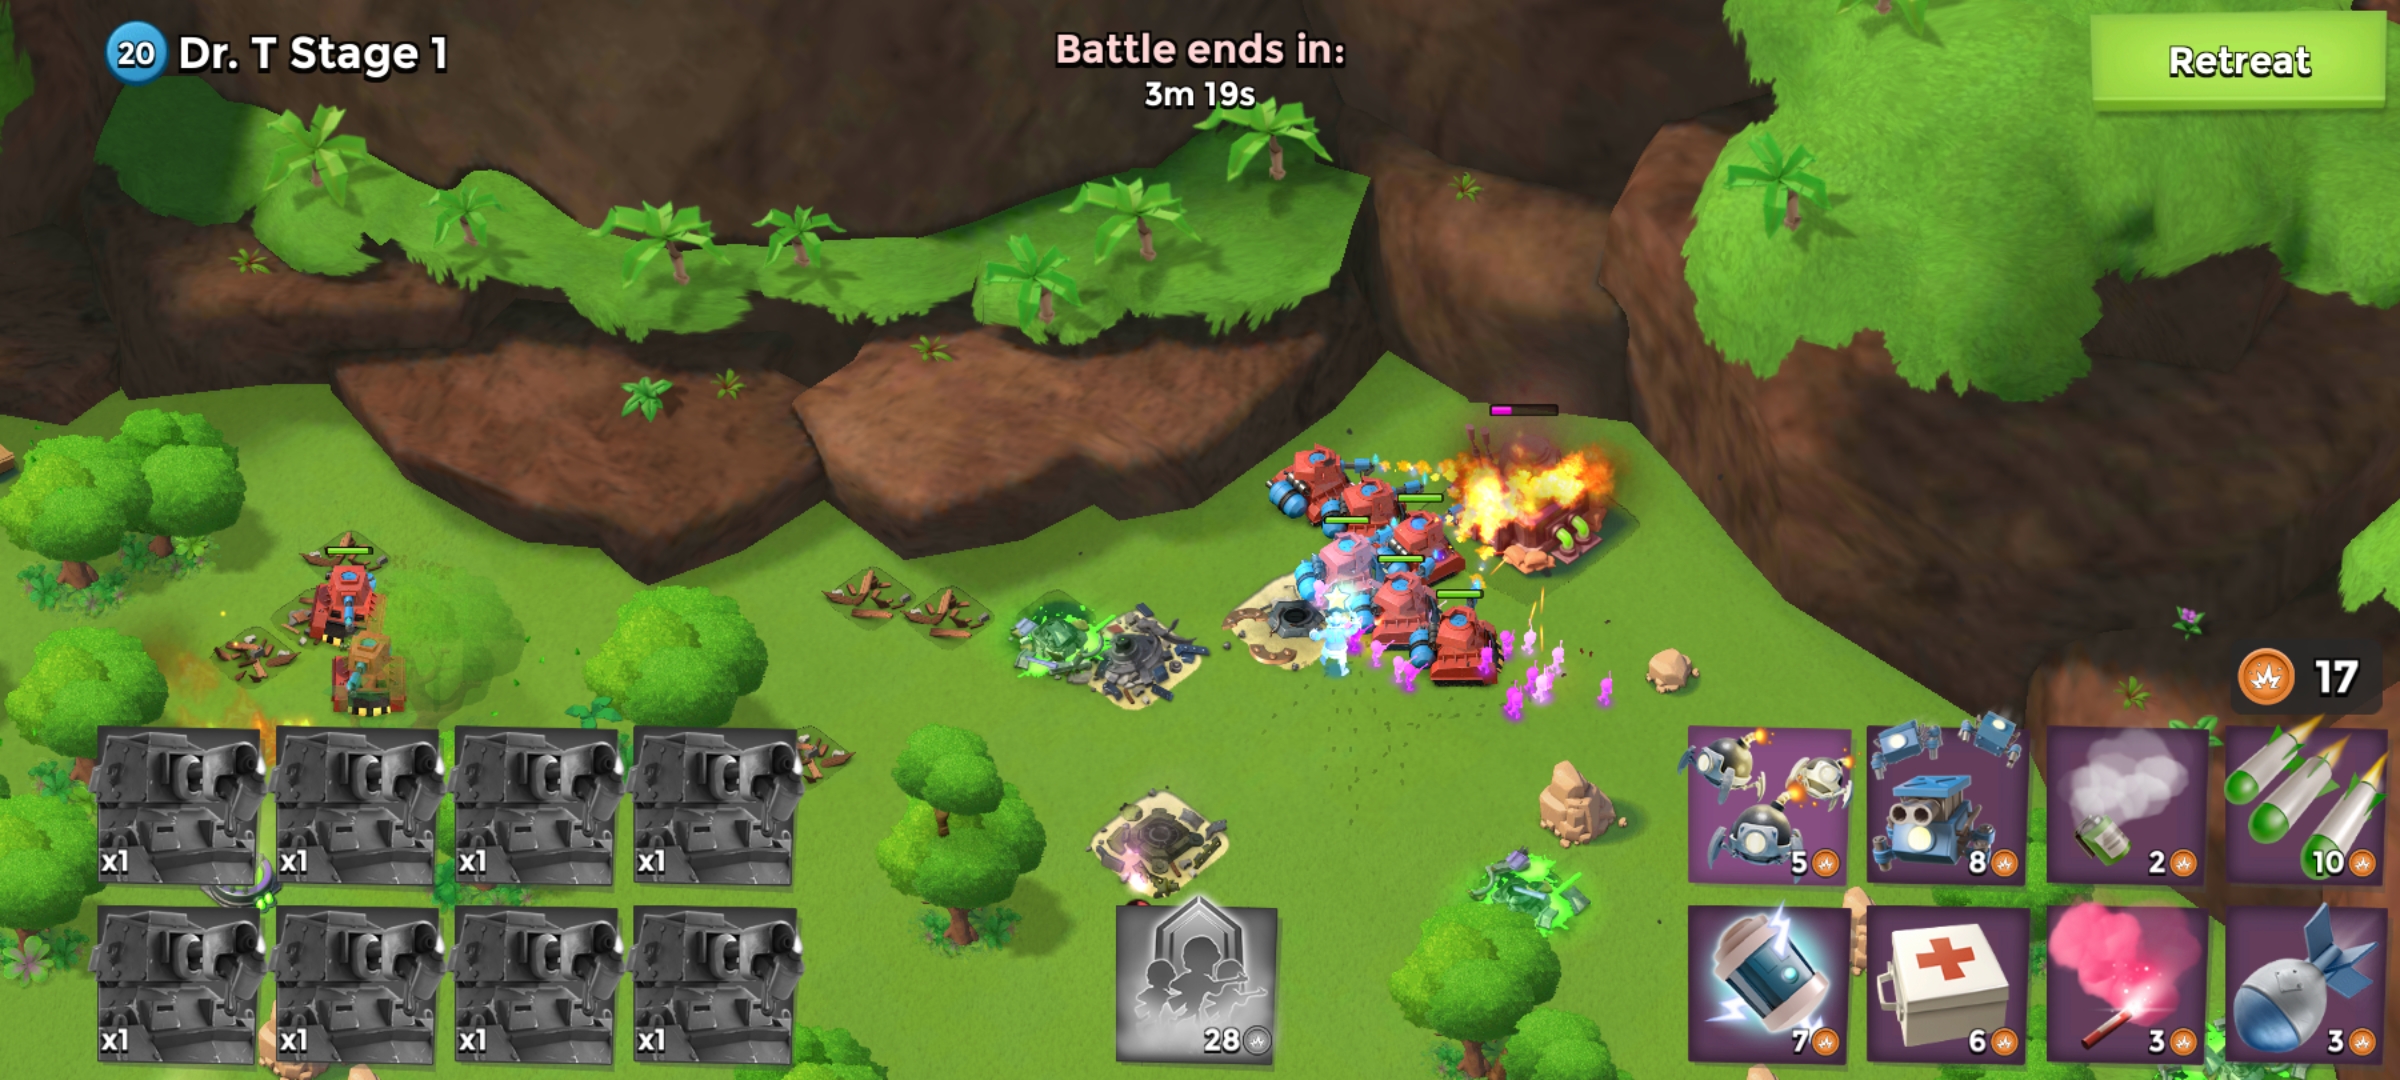 20 Dr. T Stage 1
Battle ends in:
3m 19s
Retreat
17
x1 x1 x1 x1
5 8 2 10
x1 x1 x1 x1
28
7 6 3 3